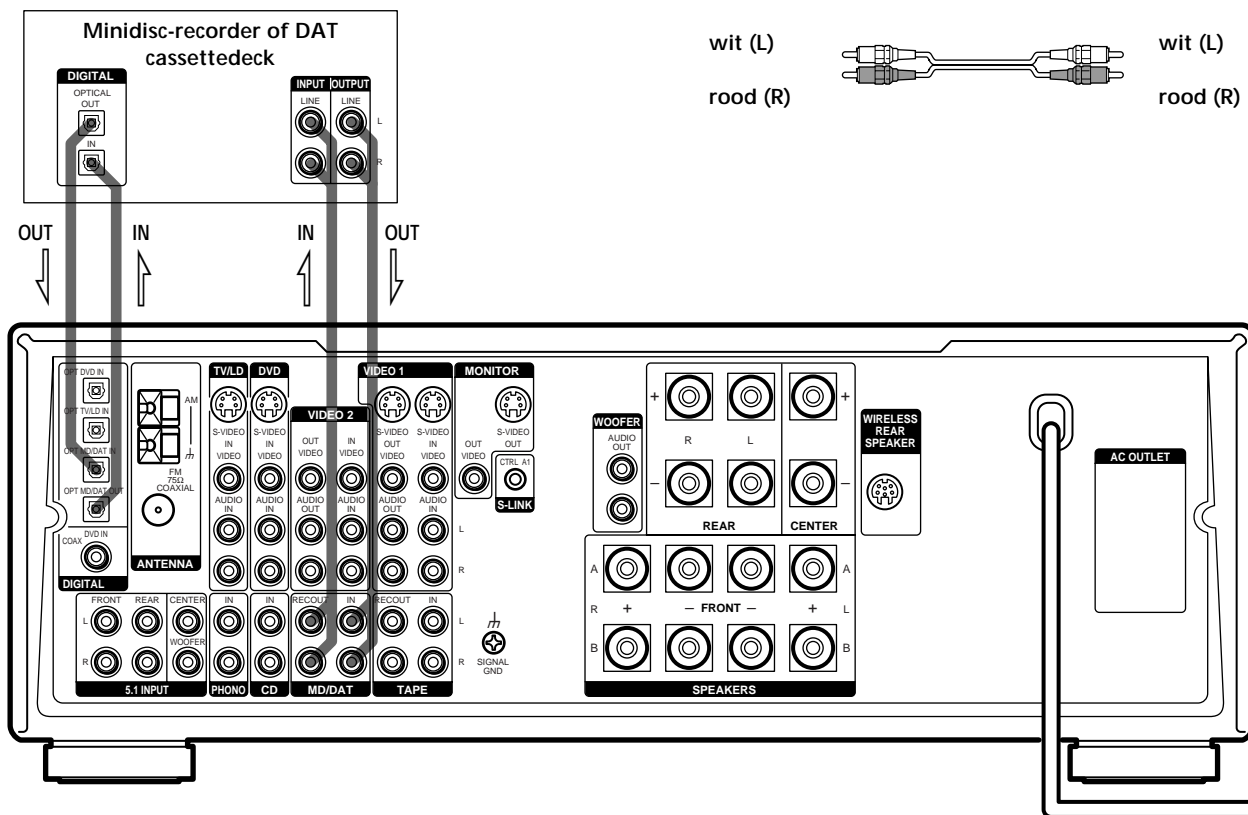 Minidisc-recorder of DAT
cassettedeck
DIGITAL
OPTICAL
OUT
IN
INPUT OUTPUT
LINE LINE
L
R
wit (L) wit (L)
rood (R) rood (R)
OUT IN IN OUT
OPT DVD IN
OPT TV/LD IN
OPT MD/DAT IN
OPT MD/DAT OUT
DVD IN
COAX
DIGITAL
AM
FM
75Ω
COAXIAL
ANTENNA
TV/LD DVD
S-VIDEO S-VIDEO
IN IN
VIDEO VIDEO
AUDIO AUDIO
IN IN
VIDEO 2
OUT IN
VIDEO VIDEO
AUDIO AUDIO
OUT IN
VIDEO 1
S-VIDEO S-VIDEO
OUT IN
VIDEO VIDEO
AUDIO AUDIO
OUT IN
L
R
MONITOR
S-VIDEO
OUT OUT
VIDEO
CTRL A1
S-LINK
FRONT REAR CENTER
L
WOOFER
R
5.1 INPUT
IN
PHONO
IN
CD
RECOUT IN
MD/DAT
RECOUT IN
TAPE
L
R
SIGNAL
GND
WOOFER
AUDIO
OUT
+ +
R L
– –
REAR CENTER
WIRELESS
REAR
SPEAKER
A A
R + – FRONT – + L
B B
SPEAKERS
AC OUTLET